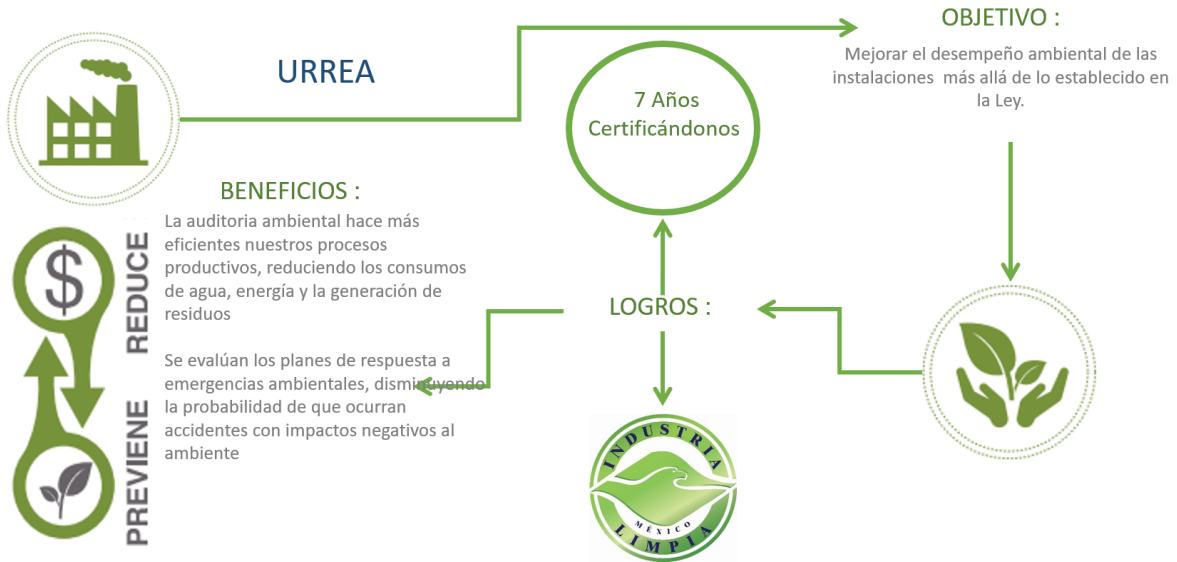 URREA
OBJETIVO :
Mejorar el desempeño ambiental de las
instalaciones más allá de lo establecido en
la Ley.
7 Años
Certificándonos
BENEFICIOS :
La auditoria ambiental hace más
eficientes nuestros procesos
productivos, reduciendo los consumos
de agua, energía y la generación de
residuos
Se evalúan los planes de respuesta a
emergencias ambientales, disminuyendo
la probabilidad de que ocurran
accidentes con impactos negativos al
ambiente
$
REDUCE
PREVIENE
LOGROS :
INDUSTRIA
MÉXICO
LIMPIA